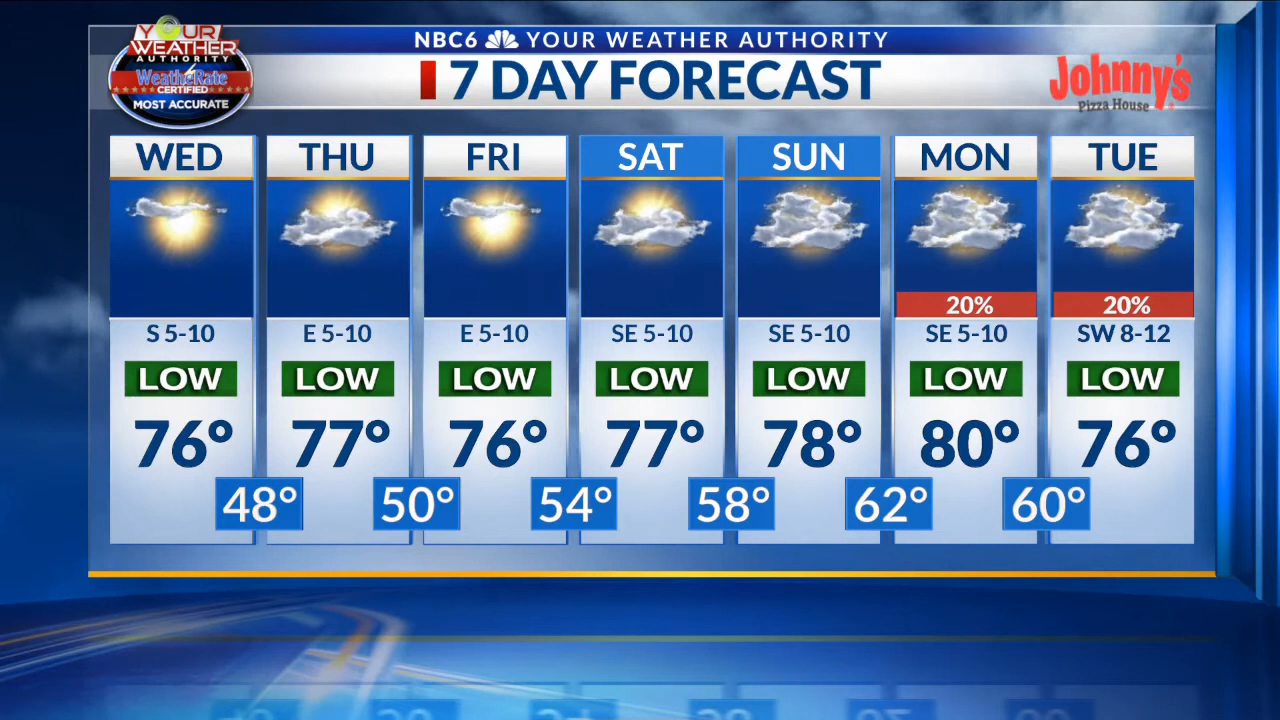 YOUR
WEATHER
AUTHORITY
WeatheRate
CERTIFIED
MOST ACCURATE
NBC6 YOUR WEATHER AUTHORITY
7 DAY FORECAST
Johnny's
Pizza House
WED THU FRI SAT SUN MON TUE
20% 20%
S 5-10 E 5-10 E 5-10 SE 5-10 SE 5-10 SE 5-10 SW 8-12
LOW LOW LOW LOW LOW LOW LOW
76° 77° 76° 77° 78° 80° 76°
48° 50° 54° 58° 62° 60°